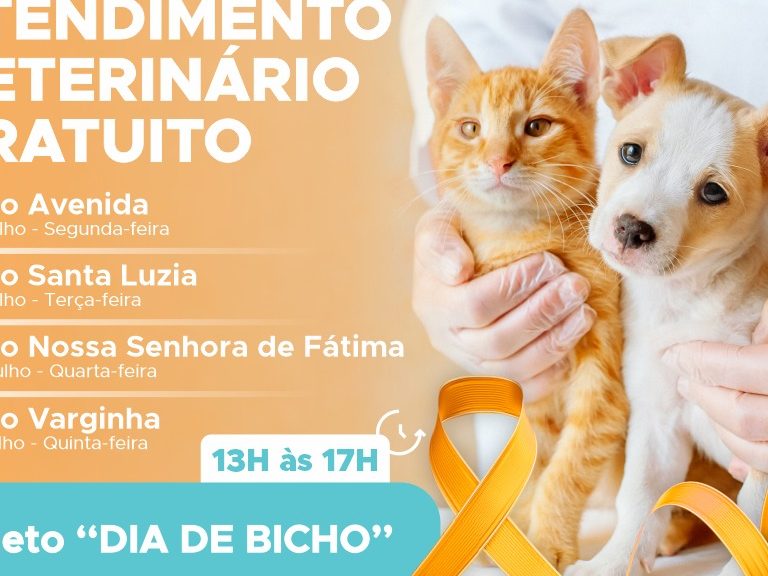 TENDIMENTO
ETERINÁRIO
RATUITO
o Avenida
lho - Segunda-feira
o Santa Luzia
lho - Terça-feira
o Nossa Senhora de Fátima
ulho - Quarta-feira
o Varginha
lho - Quinta-feira
13H às 17H
eto “DIA DE BICHO”